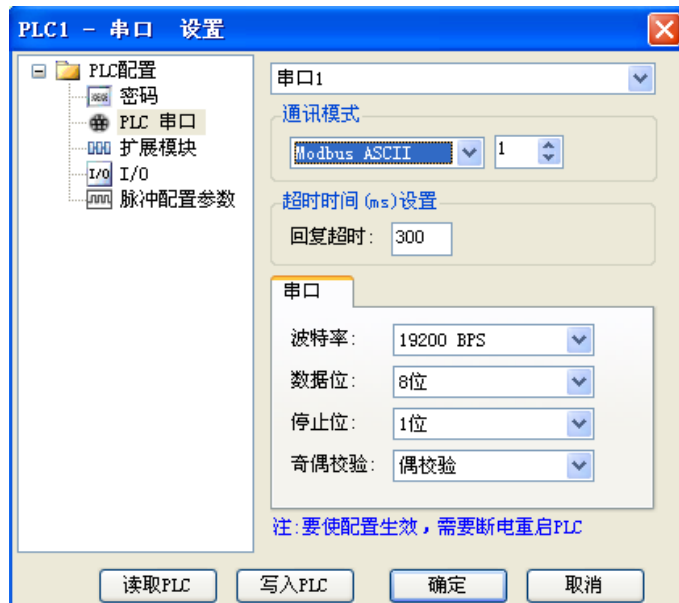 PLC1 - 串口 设置
PLC配置
密码
PLC 串口
扩展模块
I/O I/O
脉冲配置参数
串口1
通讯模式
Modbus ASCII 1
超时时间(ms)设置
回复超时: 300
串口
波特率: 19200 BPS
数据位: 8位
停止位: 1位
奇偶校验: 偶校验
注:要使配置生效，需要断电重启PLC
读取PLC 写入PLC 确定 取消